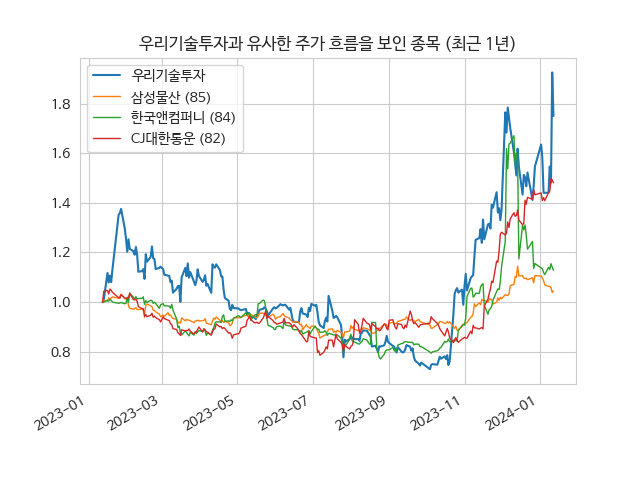 우리기술투자과 유사한 주가 흐름을 보인 종목 (최근 1년)
우리기술투자
삼성물산 (85)
한국앤컴퍼니 (84)
CJ대한통운 (82)
1.8
1.6
1.4
1.2
1.0
0.8
2023-01
2023-03
2023-05
2023-07
2023-09
2023-11
2024-01